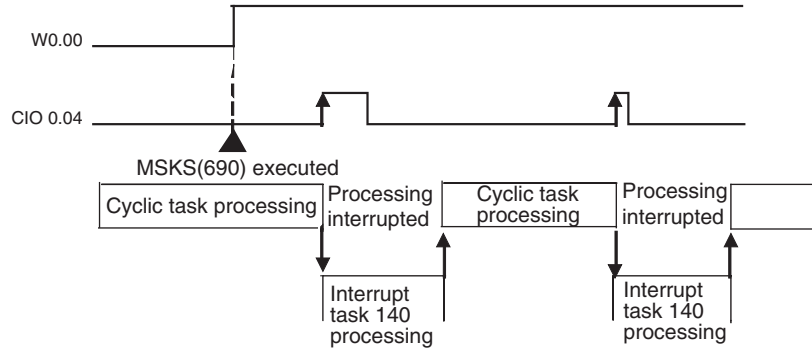 W0.00
CIO 0.04
MSKS(690) executed
Cyclic task processing
Processing
interrupted
Cyclic task
processing
Processing
interrupted
Interrupt
task 140
processing
Interrupt
task 140
processing